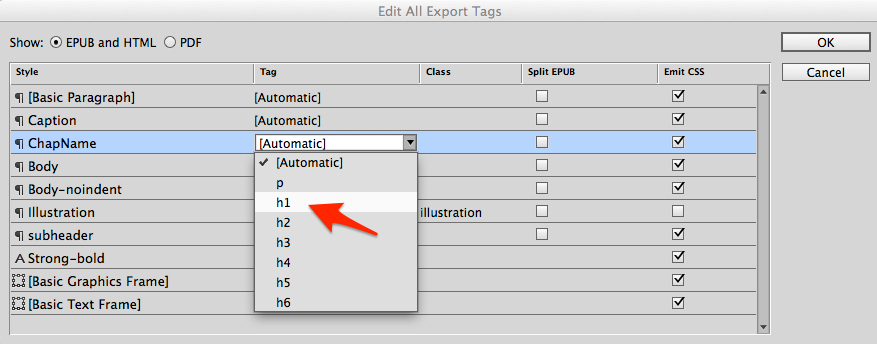 Edit All Export Tags
Show: EPUB and HTML PDF OK
Cancel
Style Tag Class Split EPUB Emit CSS
¶ [Basic Paragraph] [Automatic]
¶ Caption [Automatic]
¶ ChapName [Automatic]
¶ Body [Automatic]
¶ Body-noindent p
¶ Illustration h1 illustration
¶ subheader h2
h3
A Strong-bold h4
[Basic Graphics Frame] h5
[Basic Text Frame] h6